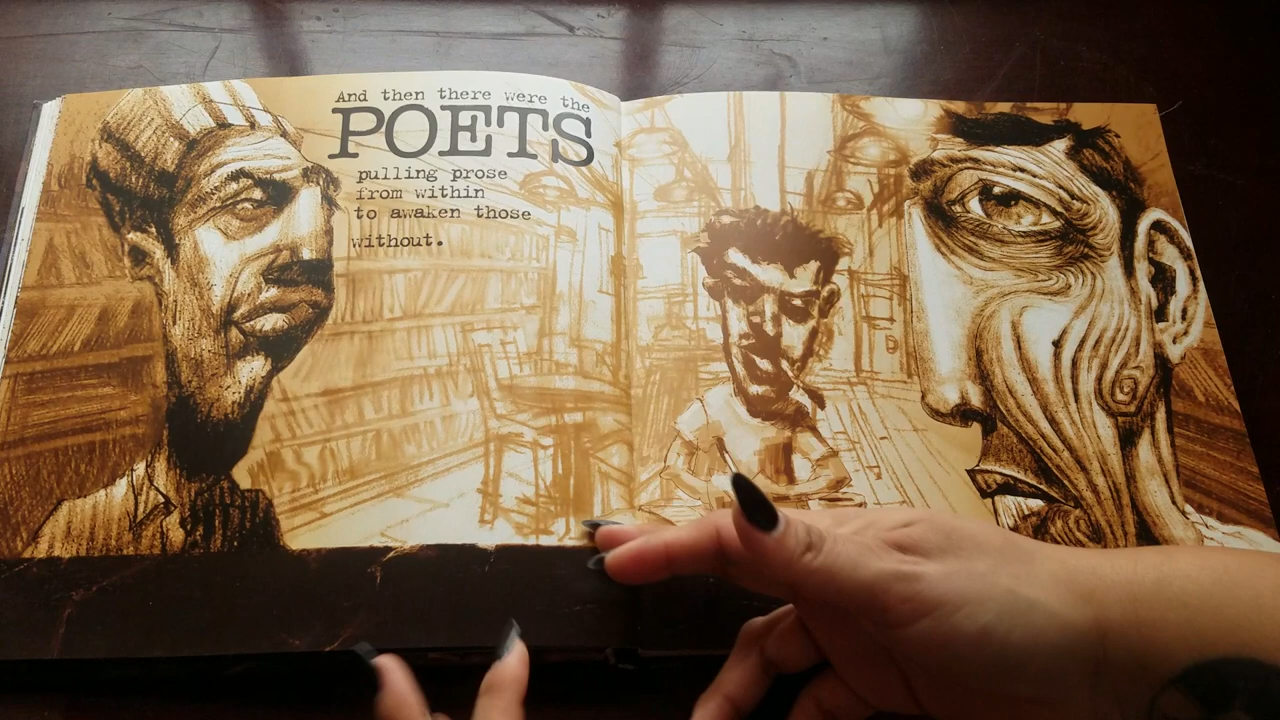 And then there were the
POETS
pulling prose
from within
to awaken those
without.